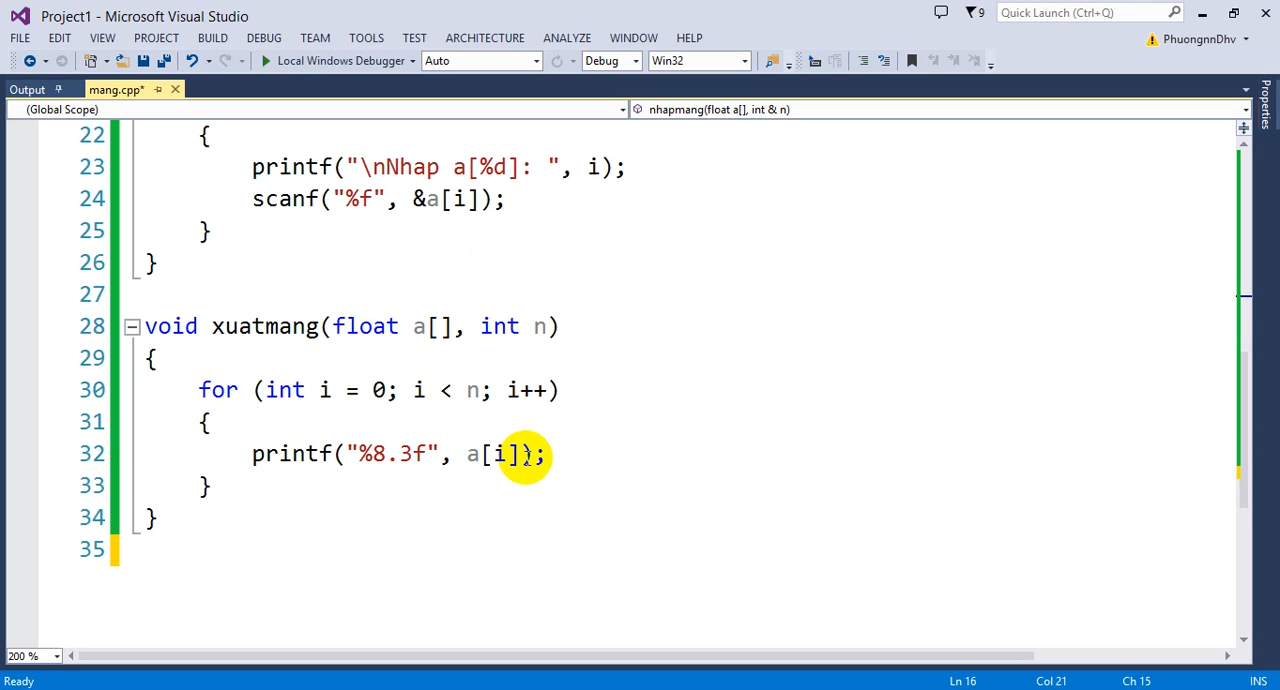 Project1 - Microsoft Visual Studio
9
Quick Launch (Ctrl+Q)
FILE EDIT VIEW PROJECT BUILD DEBUG TEAM TOOLS TEST ARCHITECTURE ANALYZE WINDOW HELP
PhuongnnDhv
Local Windows Debugger Auto Debug Win32
Output mang.cpp*
Properties
(Global Scope) nhapmang(float a[], int & n)
22 {
23 printf("\nNhap a[%d]: ", i);
24 scanf("%f", &a[i]);
25 }
26 }
27
28 void xuatmang(float a[], int n)
29 {
30 for (int i = 0; i < n; i++)
31 {
32 printf("%8.3f", a[i]);
33 }
34 }
35
200 %
Ready Ln 16 Col 21 Ch 15 INS